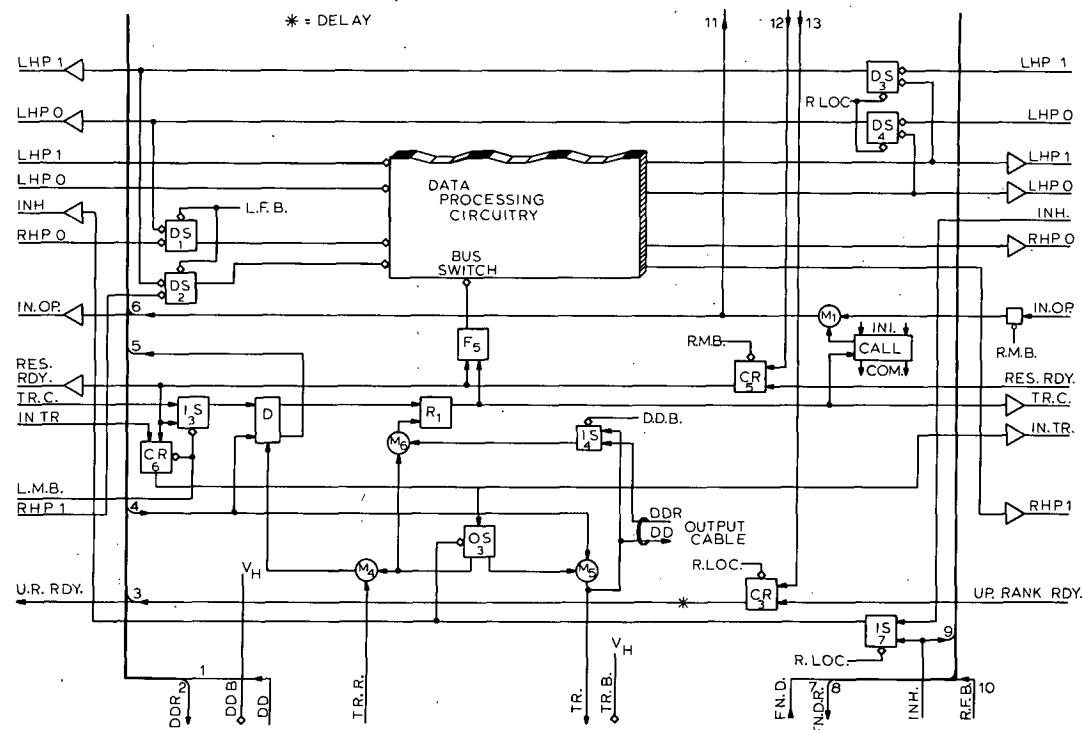 * = DELAY
11
12
13
LHP 1
LHP 1
DS 3
R LOC
LHP 0
LHP 0
DS 4
LHP 1
LHP 1
DATA PROCESSING CIRCUITRY
LHP 0
LHP 0
INH
L.F.B.
INH.
DS 1
RHP 0
RHP 0
BUS SWITCH
DS 2
IN.OP.
6
M1
INI.
IN.OP.
5
F5
R.M.B.
CALL
R.M.B.
COM.
RES. RDY.
CR 5
RES. RDY.
TR.C.
IS 3
D
R1
TR.C.
IN TR
D.D.B.
M6
IS 4
IN.TR.
CR 6
L.M.B.
RHP 1
4
DDR
DD
OUTPUT CABLE
RHP 1
OS 3
VH
M4
M5
R.LOC.
U.R. RDY.
3
*
CR 3
UP. RANK RDY.
VH
IS 7
9
R. LOC.
1
2
DDR
DDB
DD
TR.R.
TR.
TR.B.
FN.D.
7
8
FN.D.R.
INH.
R.F.B.
10